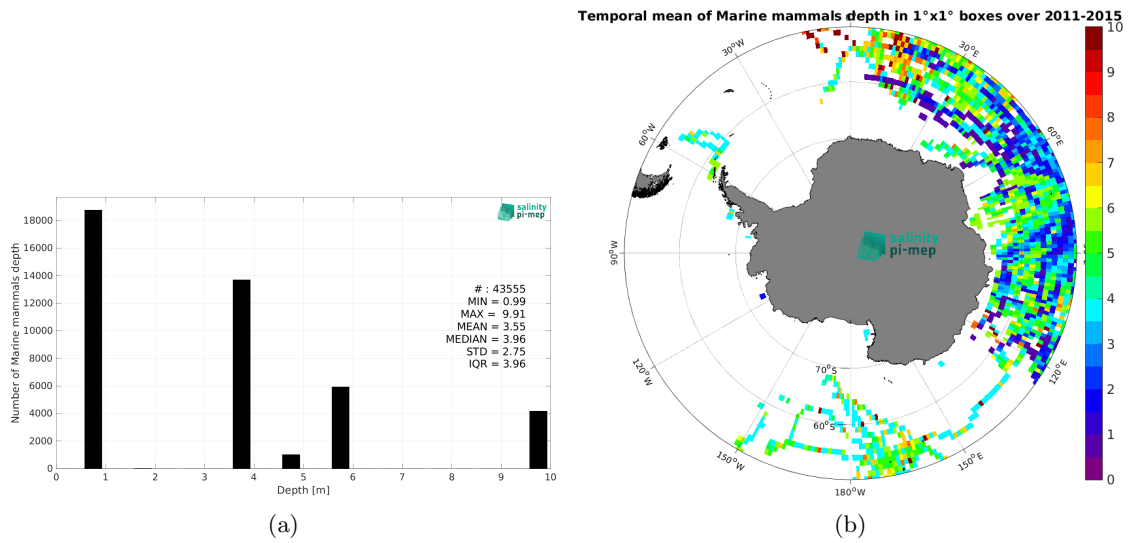 Temporal mean of Marine mammals depth in 1°x1° boxes over 2011-2015
Number of Marine mammals depth
18000
16000
14000
12000
10000
8000
6000
4000
2000
0
0 1 2 3 4 5 6 7 8 9 10
Depth [m]
salinity
pi-mep
# : 43555
MIN = 0.99
MAX = 9.91
MEAN = 3.55
MEDIAN = 3.96
STD = 2.75
IQR = 3.96
(a)
30°W
30°E
60°W
60°E
90°W
120°W
120°E
150°W
150°E
180°W
70°S
60°S
salinity
pi-mep
10
9
8
7
6
5
4
3
2
1
0
(b)